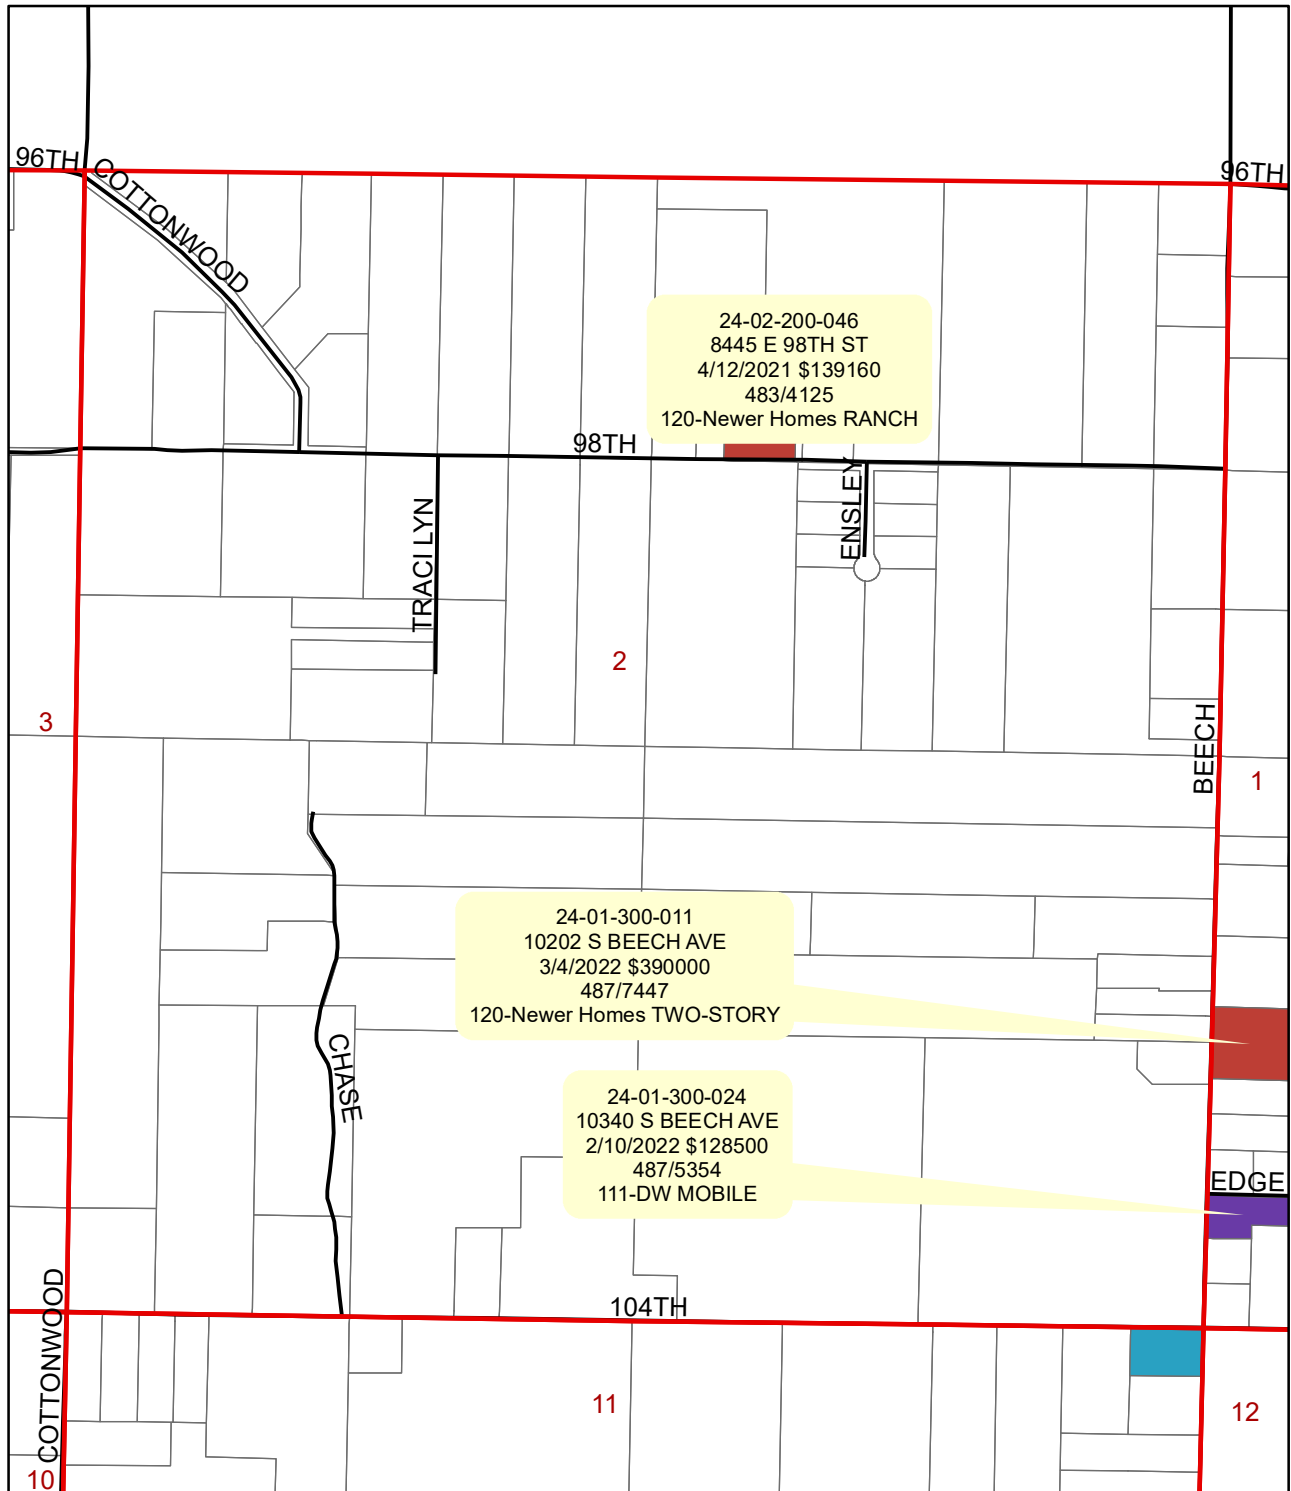 96TH
96TH
COTTONWOOD
24-02-200-046
8445 E 98TH ST
4/12/2021 $139160
483/4125
120-Newer Homes RANCH
98TH
ENSLEY
TRACI LYN
2
3
BEECH
1
24-01-300-011
10202 S BEECH AVE
3/4/2022 $390000
487/7447
120-Newer Homes TWO-STORY
CHASE
24-01-300-024
10340 S BEECH AVE
2/10/2022 $128500
487/5354
111-DW MOBILE
EDGE
104TH
COTTONWOOD
11
12
10